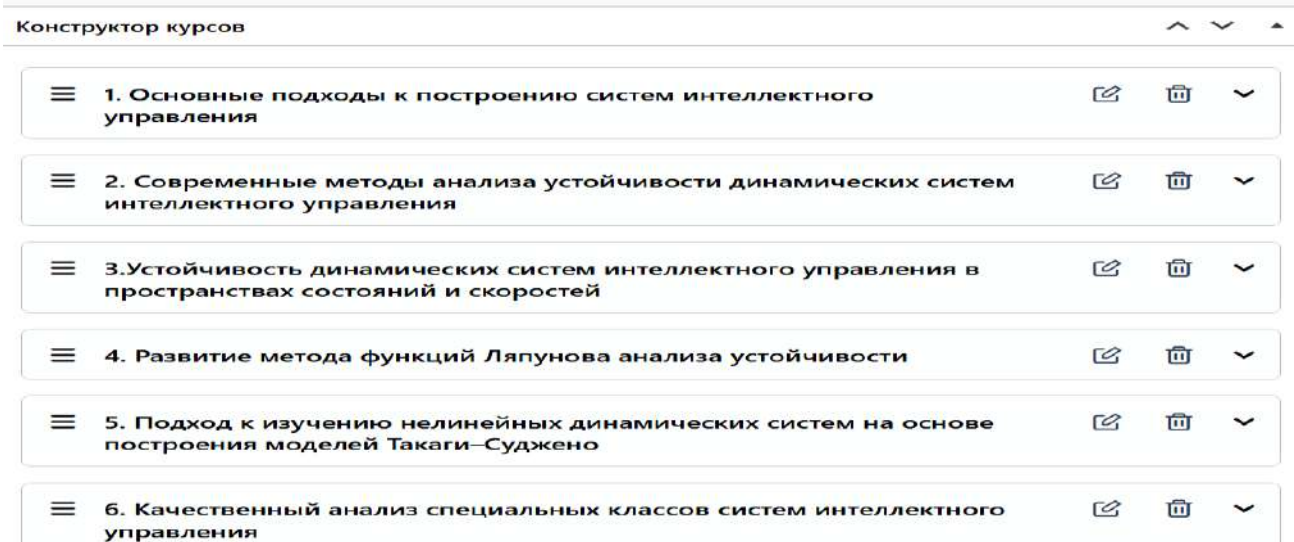 Конструктор курсов
1. Основные подходы к построению систем интеллектного
управления
2. Современные методы анализа устойчивости динамических систем
интеллектного управления
3.Устойчивость динамических систем интеллектного управления в
пространствах состояний и скоростей
4. Развитие метода функций Ляпунова анализа устойчивости
5. Подход к изучению нелинейных динамических систем на основе
построения моделей Такаги—Суджено
6. Качественный анализ специальных классов систем интеллектного
управления